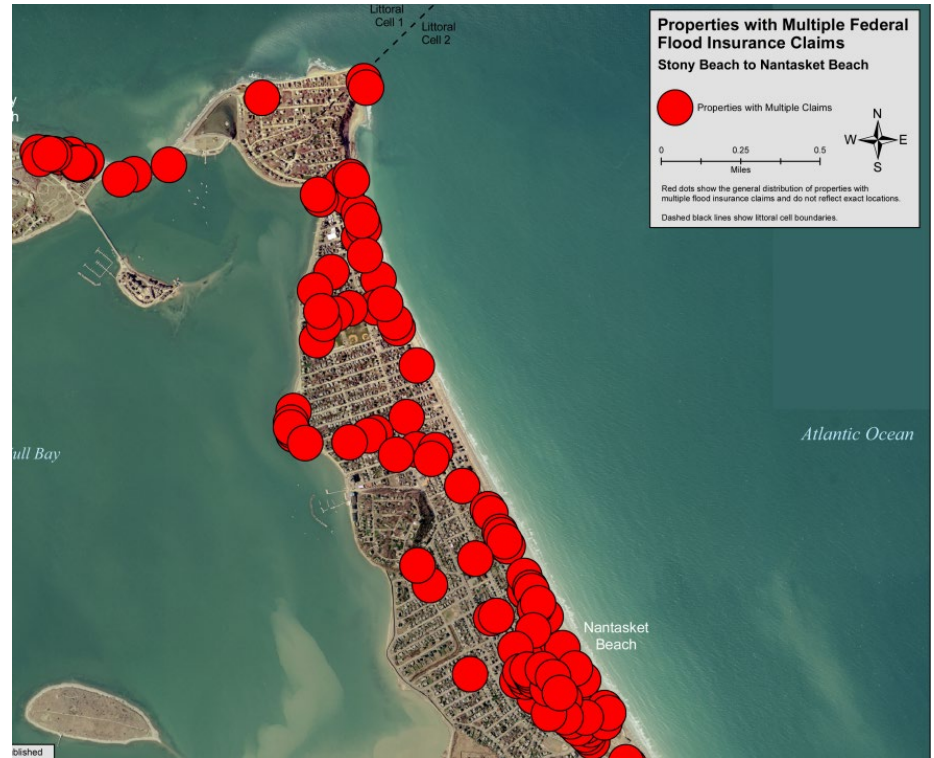 Littoral
Cell 1
Littoral
Cell 2
Properties with Multiple Federal
Flood Insurance Claims
Stony Beach to Nantasket Beach
Properties with Multiple Claims
N
W E
S
0 0.25 0.5
Miles
Red dots show the general distribution of properties with
multiple flood insurance claims and do not reflect exact locations.
Dashed black lines show littoral cell boundaries.
Atlantic Ocean
Bay
Nantasket
Beach